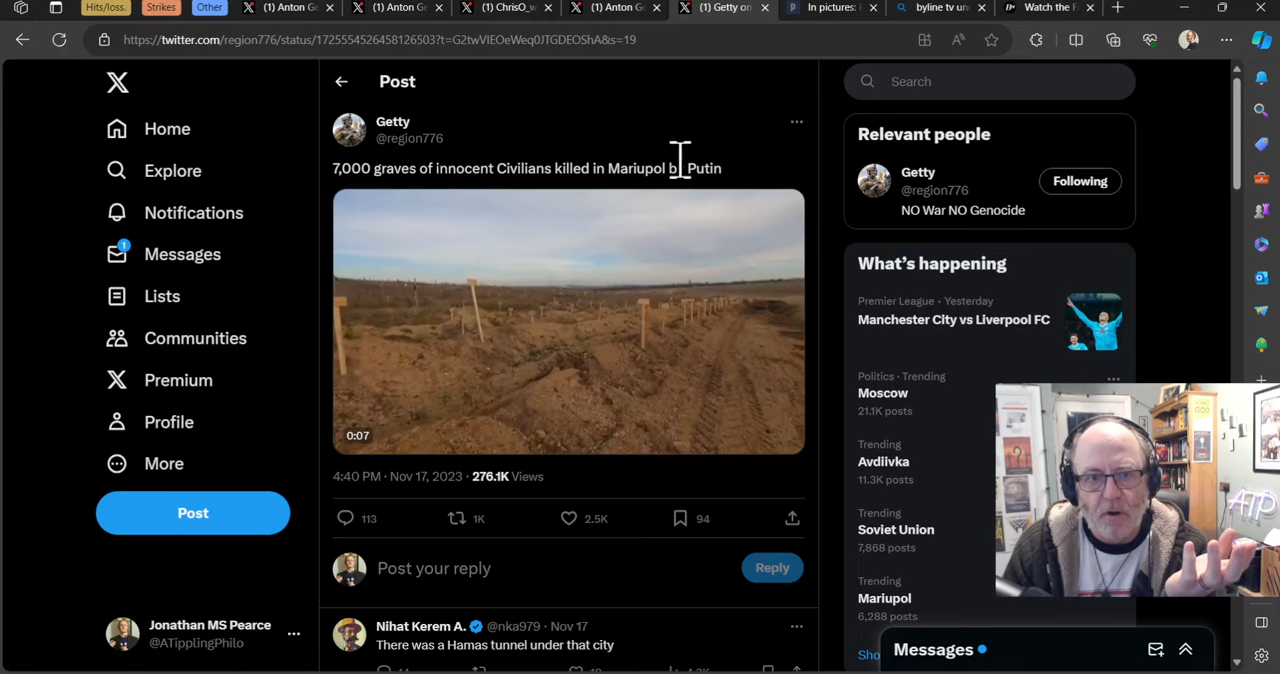 Hits/loss.
Strikes
Other
(1) Anton G
(1) Anton Ge
(1) ChrisO_w
(1) Anton G
(1) Getty on
In pictures:
byline tv un
Watch the F
https://twitter.com/region776/status/1725554526458126503?t=G2twVIEOeWeq0JTGDEOShA&s=19
Post
Search
Home
Explore
Notifications
1
Messages
Lists
Communities
Premium
Profile
More
Post
Jonathan MS Pearce
@ATipplingPhilo
Getty
@region776
7,000 graves of innocent Civilians killed in Mariupol b Putin
0:07
4:40 PM · Nov 17, 2023 · 276.1K Views
113
1K
2.5K
94
Post your reply
Reply
Nihat Kerem A. @nka979 · Nov 17
There was a Hamas tunnel under that city
Relevant people
Getty
@region776
Following
NO War NO Genocide
What's happening
Premier League · Yesterday
Manchester City vs Liverpool FC
Politics · Trending
Moscow
21.1K posts
Trending
Avdiivka
11.3K posts
Trending
Soviet Union
7,868 posts
Trending
Mariupol
6,288 posts
Sho
Messages
ATP